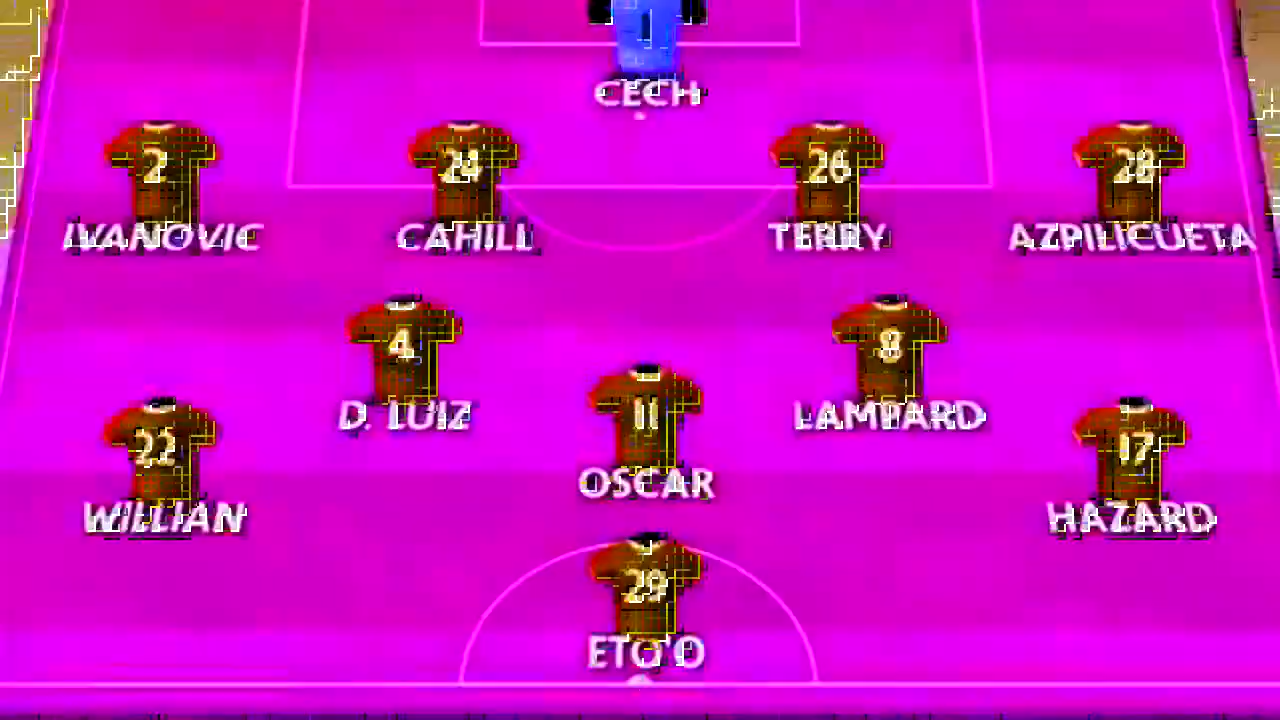 1
CECH
2
24
26
28
IVANOVIC
CAHILL
TERRY
AZPILICUETA
4
8
D. LUIZ
LAMPARD
22
11
17
OSCAR
WILLIAN
HAZARD
29
ETO'O